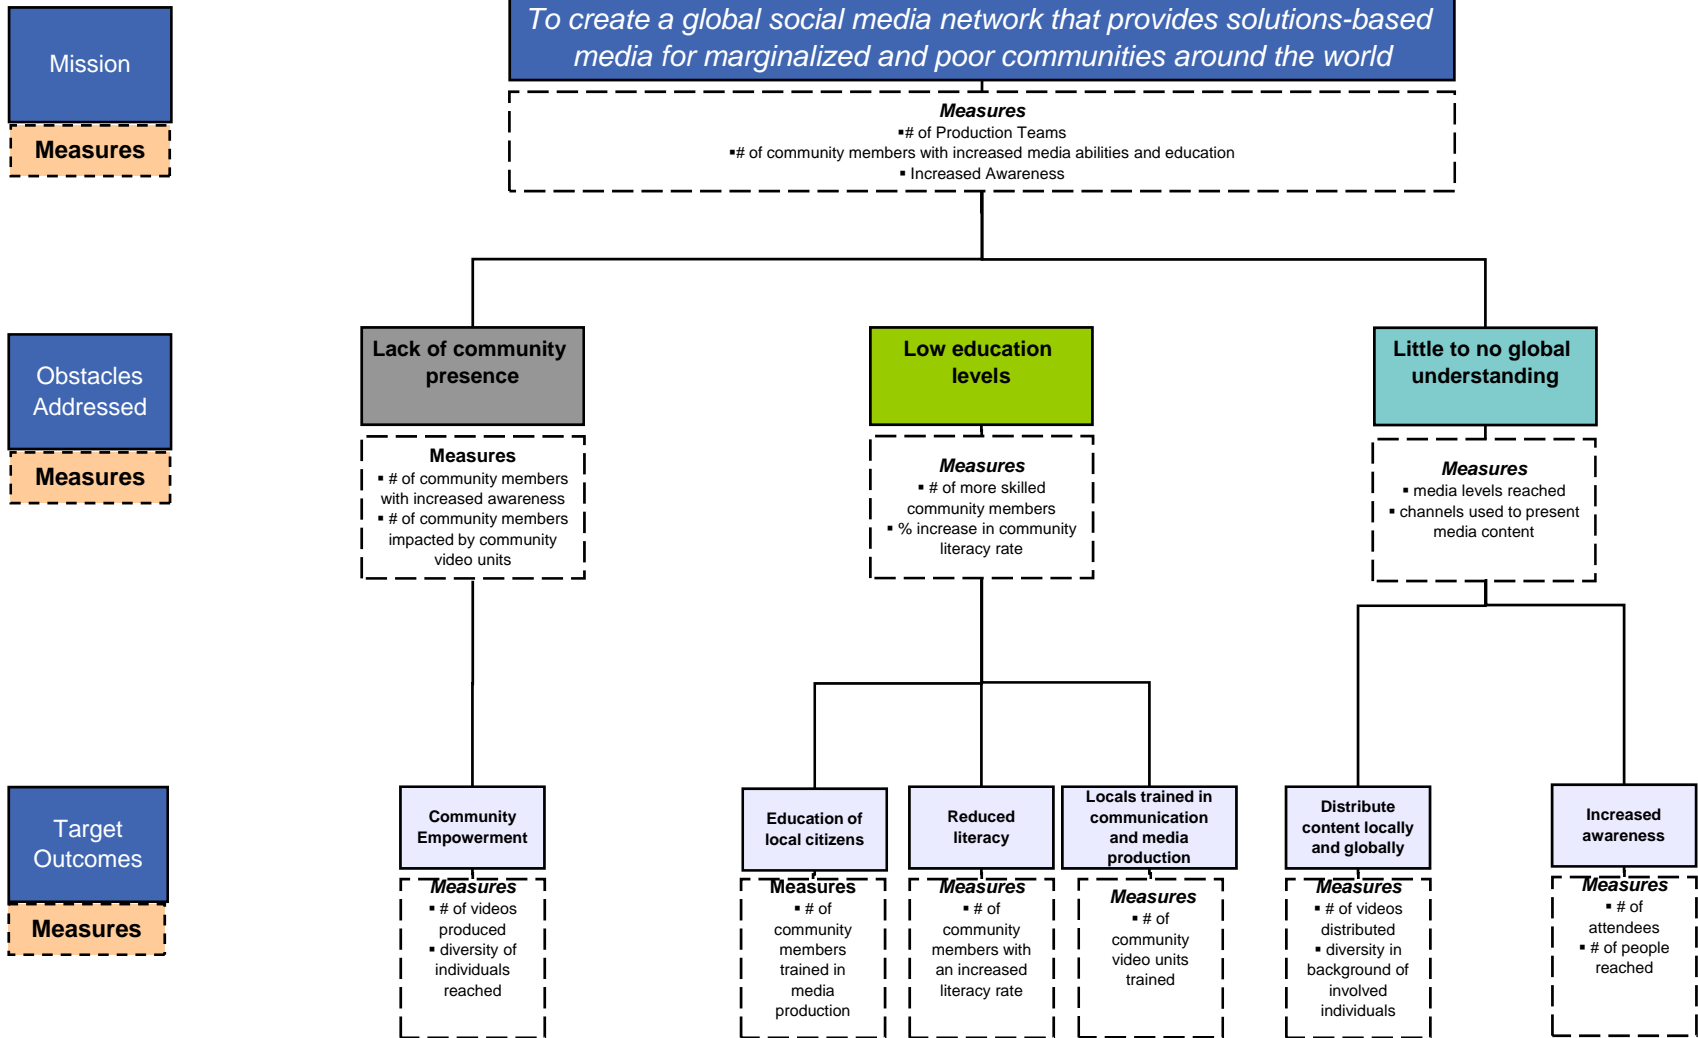 Mission
Measures
To create a global social media network that provides solutions-based
media for marginalized and poor communities around the world
Measures
▪# of Production Teams
▪# of community members with increased media abilities and education
▪ Increased Awareness
Obstacles
Addressed
Measures
Lack of community
presence
Measures
▪ # of community members
with increased awareness
▪ # of community members
impacted by community
video units
Low education
levels
Measures
▪ # of more skilled
community members
▪ % increase in community
literacy rate
Little to no global
understanding
Measures
▪ media levels reached
▪ channels used to present
media content
Target
Outcomes
Measures
Community
Empowerment
Measures
▪ # of videos
produced
▪ diversity of
individuals
reached
Education of
local citizens
Measures
▪ # of
community
members
trained in
media
production
Reduced
literacy
Measures
▪ # of
community
members with
an increased
literacy rate
Locals trained in
communication
and media
production
Measures
▪ # of
community
video units
trained
Distribute
content locally
and globally
Measures
▪ # of videos
distributed
▪ diversity in
background of
involved
individuals
Increased
awareness
Measures
▪ # of
attendees
▪ # of people
reached